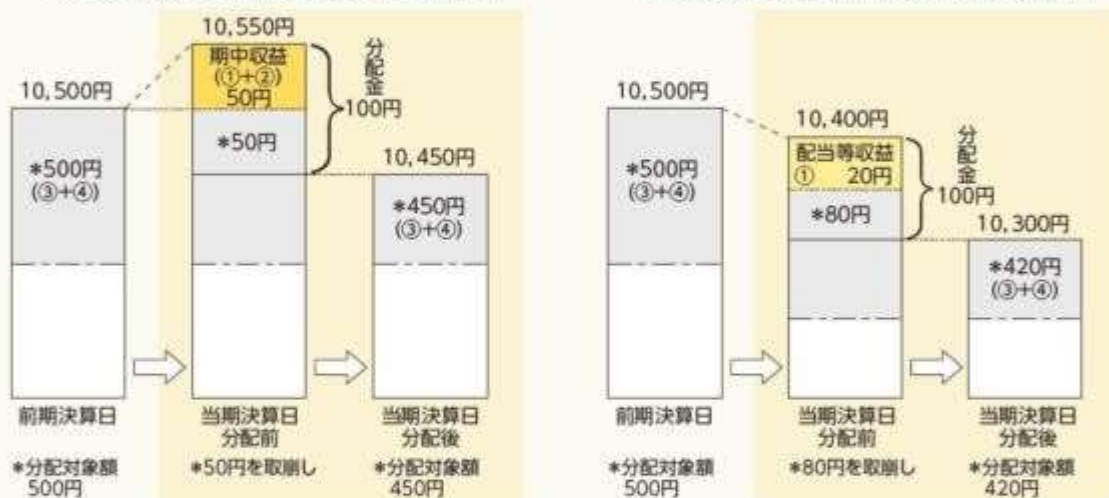 10,550円
期中収益
(①+②)
50円
*50円
分配金
100円
10,500円
*500円
(③+④)
10,450円
*450円
(③+④)
前期決算日
当期決算日
分配前
当期決算日
分配後
*分配対象額
500円
*50円を取崩し
*分配対象額
450円
10,500円
*500円
(③+④)
10,400円
配当等収益
① 20円
*80円
分配金
100円
10,300円
*420円
(③+④)
前期決算日
当期決算日
分配前
当期決算日
分配後
*分配対象額
500円
*80円を取崩し
*分配対象額
420円